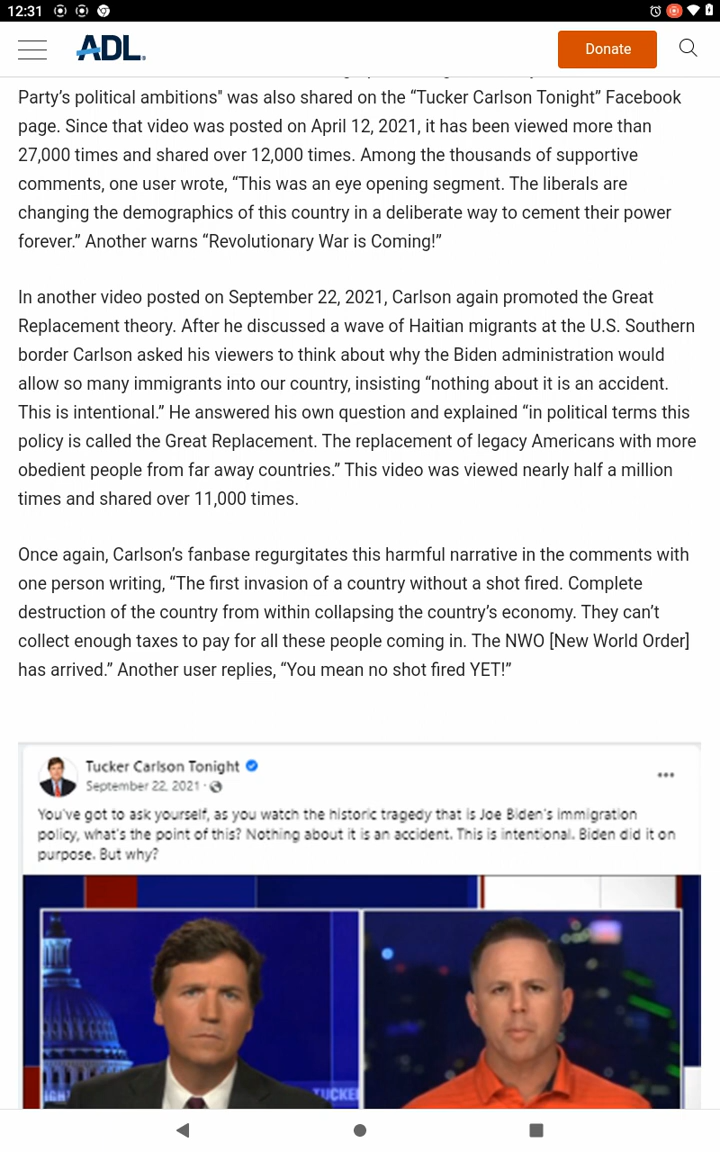 12:31
ADL
Donate
Party's political ambitions" was also shared on the “Tucker Carlson Tonight” Facebook
page. Since that video was posted on April 12, 2021, it has been viewed more than
27,000 times and shared over 12,000 times. Among the thousands of supportive
comments, one user wrote, “This was an eye opening segment. The liberals are
changing the demographics of this country in a deliberate way to cement their power
forever.” Another warns “Revolutionary War is Coming!”
In another video posted on September 22, 2021, Carlson again promoted the Great
Replacement theory. After he discussed a wave of Haitian migrants at the U.S. Southern
border Carlson asked his viewers to think about why the Biden administration would
allow so many immigrants into our country, insisting “nothing about it is an accident.
This is intentional.” He answered his own question and explained “in political terms this
policy is called the Great Replacement. The replacement of legacy Americans with more
obedient people from far away countries.” This video was viewed nearly half a million
times and shared over 11,000 times.
Once again, Carlson’s fanbase regurgitates this harmful narrative in the comments with
one person writing, “The first invasion of a country without a shot fired. Complete
destruction of the country from within collapsing the country’s economy. They can’t
collect enough taxes to pay for all these people coming in. The NWO [New World Order]
has arrived.” Another user replies, “You mean no shot fired YET!”
Tucker Carlson Tonight
September 22, 2021
You've got to ask yourself, as you watch the historic tragedy that is Joe Biden's immigration
policy, what's the point of this? Nothing about it is an accident. This is intentional. Biden did it on
purpose. But why?
TUCKE